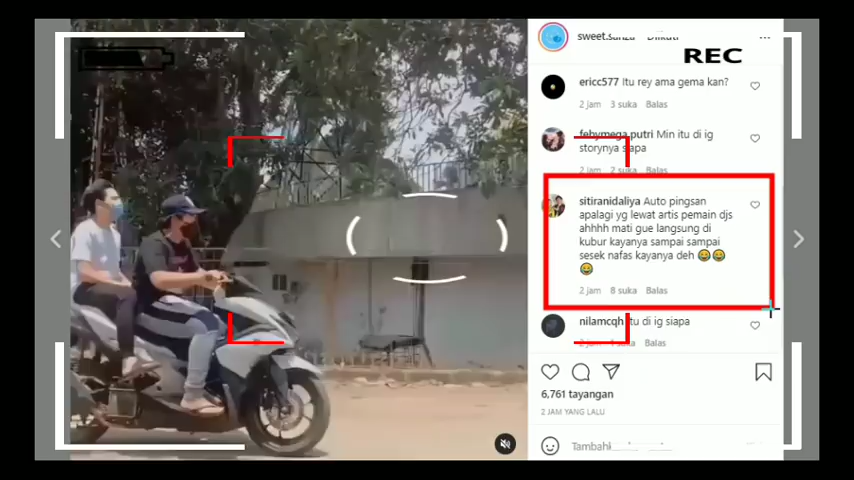 REC
ericc577 Itu rey ama gema kan?
2 jam 3 suka Balas
febymega.putri Min itu di ig
storynya siapa
2 jam 2 suka Balas
sitiranidaliya Auto pingsan
apalagi yg lewat artis pemain djs
ahhhh mati gue langsung di
kubur kayanya sampai sampai
sesek nafas kayanya deh 😂😂
😂
2 jam 8 suka Balas
nilamcqh Itu di ig siapa
Balas
6,761 tayangan
2 JAM YANG LALU